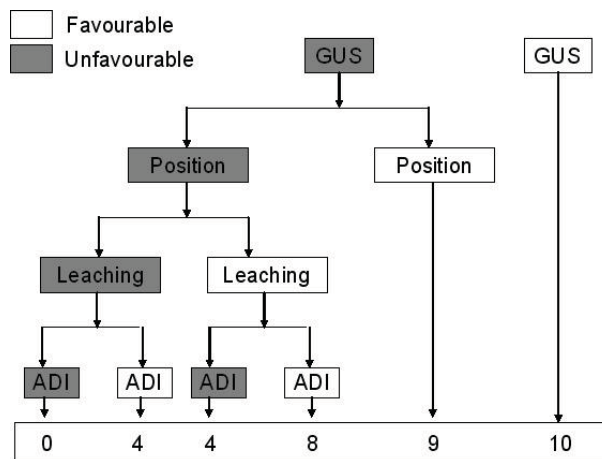 Favourable
Unfavourable
GUS
GUS
Position
Position
Leaching
Leaching
ADI
ADI
ADI
ADI
0 4 4 8 9 10